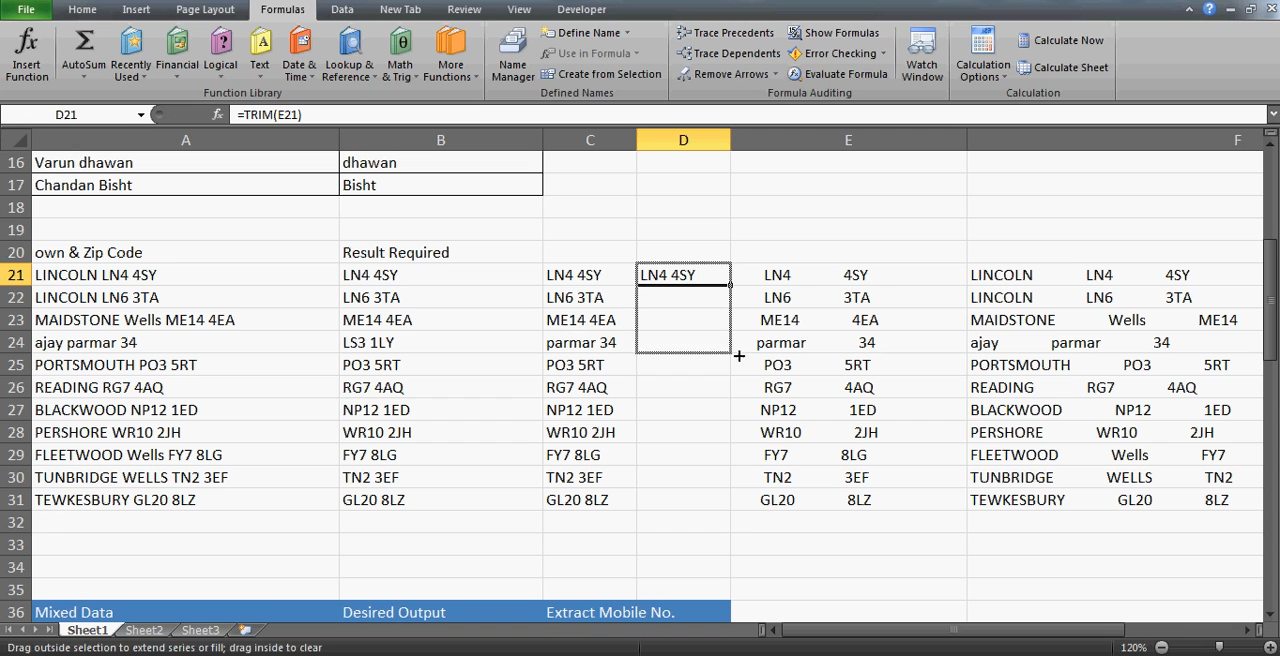 File Home Insert Page Layout Formulas Data New Tab Review View Developer
fx Σ A θ
Insert Function AutoSum Recently Used Financial Logical Text Date & Time Lookup & Reference Math & Trig More Functions
Name Manager Define Name Use in Formula Create from Selection
Trace Precedents Trace Dependents Remove Arrows Show Formulas Error Checking Evaluate Formula
Watch Window Calculation Options Calculate Now Calculate Sheet
Function Library Defined Names Formula Auditing Calculation
D21 fx =TRIM(E21)
A B C D E F
16 Varun dhawan dhawan
17 Chandan Bisht Bisht
18
19
20 own & Zip Code Result Required
21 LINCOLN LN4 4SY LN4 4SY LN4 4SY LN4 4SY LN4 4SY LINCOLN LN4 4SY
22 LINCOLN LN6 3TA LN6 3TA LN6 3TA LN6 3TA LINCOLN LN6 3TA
23 MAIDSTONE Wells ME14 4EA ME14 4EA ME14 4EA ME14 4EA MAIDSTONE Wells ME14
24 ajay parmar 34 LS3 1LY parmar 34 parmar 34 ajay parmar 34
25 PORTSMOUTH PO3 5RT PO3 5RT PO3 5RT PO3 5RT PORTSMOUTH PO3 5RT
26 READING RG7 4AQ RG7 4AQ RG7 4AQ RG7 4AQ READING RG7 4AQ
27 BLACKWOOD NP12 1ED NP12 1ED NP12 1ED NP12 1ED BLACKWOOD NP12 1ED
28 PERSHORE WR10 2JH WR10 2JH WR10 2JH WR10 2JH PERSHORE WR10 2JH
29 FLEETWOOD Wells FY7 8LG FY7 8LG FY7 8LG FY7 8LG FLEETWOOD Wells FY7
30 TUNBRIDGE WELLS TN2 3EF TN2 3EF TN2 3EF TN2 3EF TUNBRIDGE WELLS TN2
31 TEWKESBURY GL20 8LZ GL20 8LZ GL20 8LZ GL20 8LZ TEWKESBURY GL20 8LZ
32
33
34
35
36 Mixed Data Desired Output Extract Mobile No.
Sheet1 Sheet2 Sheet3
Drag outside selection to extend series or fill; drag inside to clear 120%